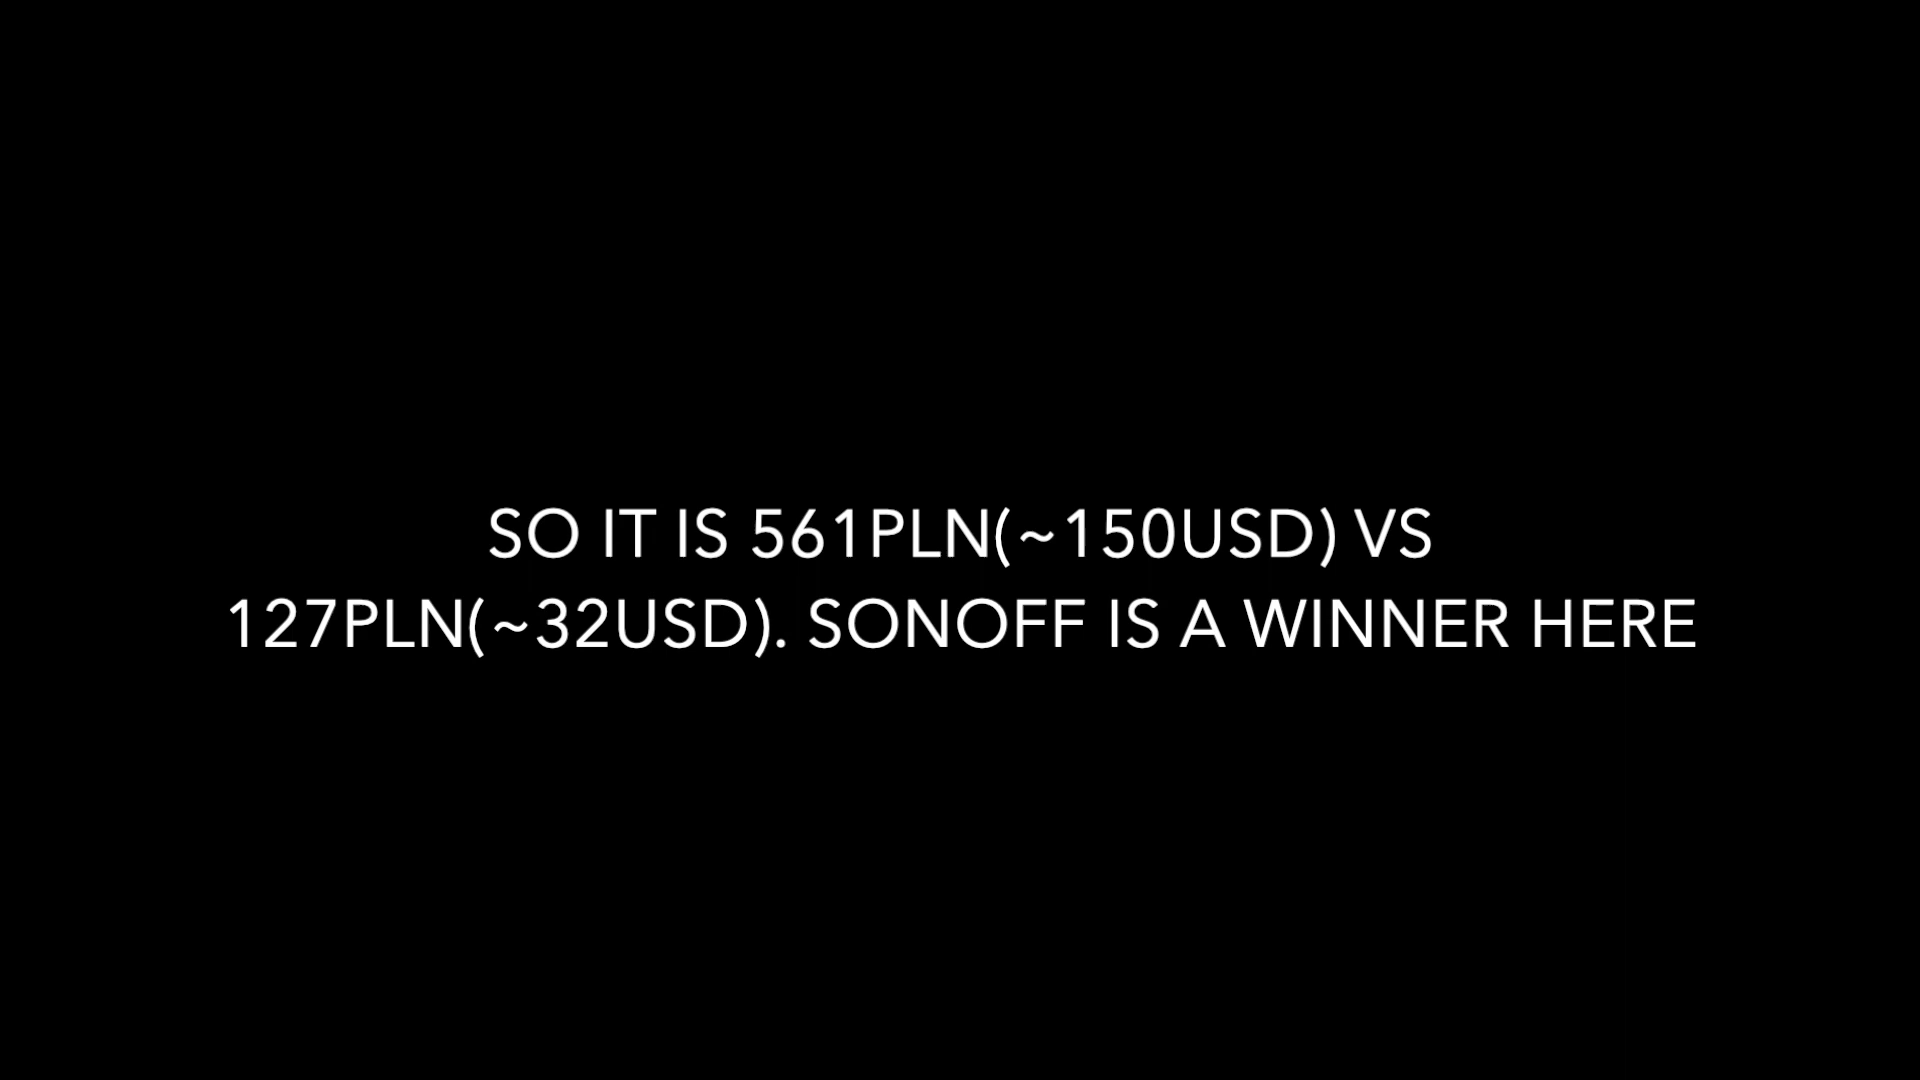 SO IT IS 561PLN(~150USD) VS
127PLN(~32USD). SONOFF IS A WINNER HERE